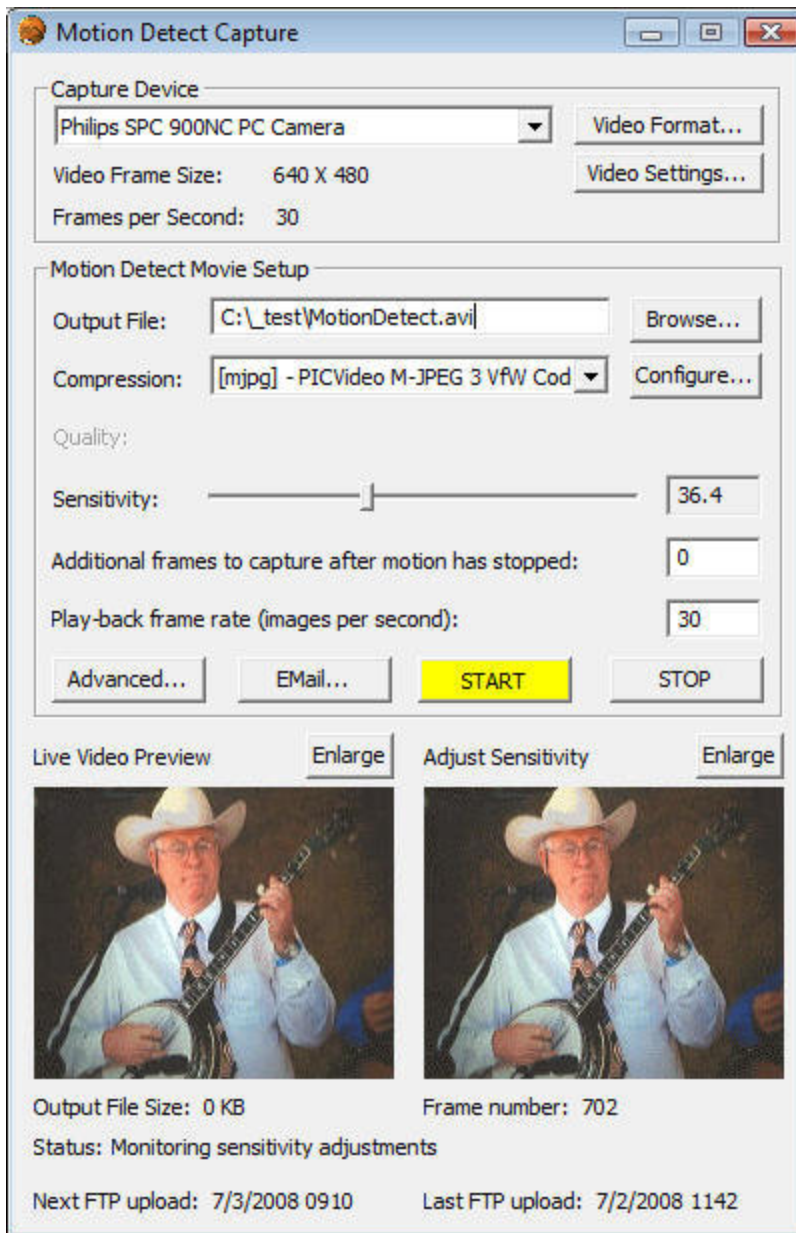 Motion Detect Capture
Capture Device
Philips SPC 900NC PC Camera
Video Format...
Video Frame Size: 640 X 480
Video Settings...
Frames per Second: 30
Motion Detect Movie Setup
Output File: C:\_test\MotionDetect.avi
Browse...
Compression: [mjpg] - PICVideo M-JPEG 3 VfW Cod
Configure...
Quality:
Sensitivity: 36.4
Additional frames to capture after motion has stopped: 0
Play-back frame rate (images per second): 30
Advanced... EMail... START STOP
Live Video Preview Enlarge Adjust Sensitivity Enlarge
Output File Size: 0 KB Frame number: 702
Status: Monitoring sensitivity adjustments
Next FTP upload: 7/3/2008 0910 Last FTP upload: 7/2/2008 1142